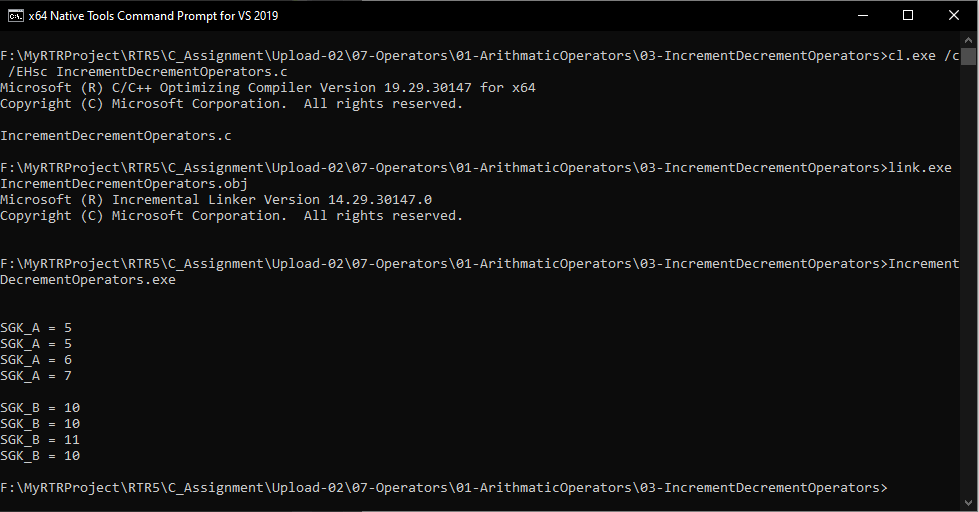 x64 Native Tools Command Prompt for VS 2019
F:\MyRTRProject\RTR5\C_Assignment\Upload-02\07-Operators\01-ArithmaticOperators\03-IncrementDecrementOperators>cl.exe /c
/EHsc IncrementDecrementOperators.c
Microsoft (R) C/C++ Optimizing Compiler Version 19.29.30147 for x64
Copyright (C) Microsoft Corporation.  All rights reserved.
IncrementDecrementOperators.c
F:\MyRTRProject\RTR5\C_Assignment\Upload-02\07-Operators\01-ArithmaticOperators\03-IncrementDecrementOperators>link.exe
IncrementDecrementOperators.obj
Microsoft (R) Incremental Linker Version 14.29.30147.0
Copyright (C) Microsoft Corporation.  All rights reserved.
F:\MyRTRProject\RTR5\C_Assignment\Upload-02\07-Operators\01-ArithmaticOperators\03-IncrementDecrementOperators>Increment
DecrementOperators.exe
SGK_A = 5
SGK_A = 5
SGK_A = 6
SGK_A = 7
SGK_B = 10
SGK_B = 10
SGK_B = 11
SGK_B = 10
F:\MyRTRProject\RTR5\C_Assignment\Upload-02\07-Operators\01-ArithmaticOperators\03-IncrementDecrementOperators>